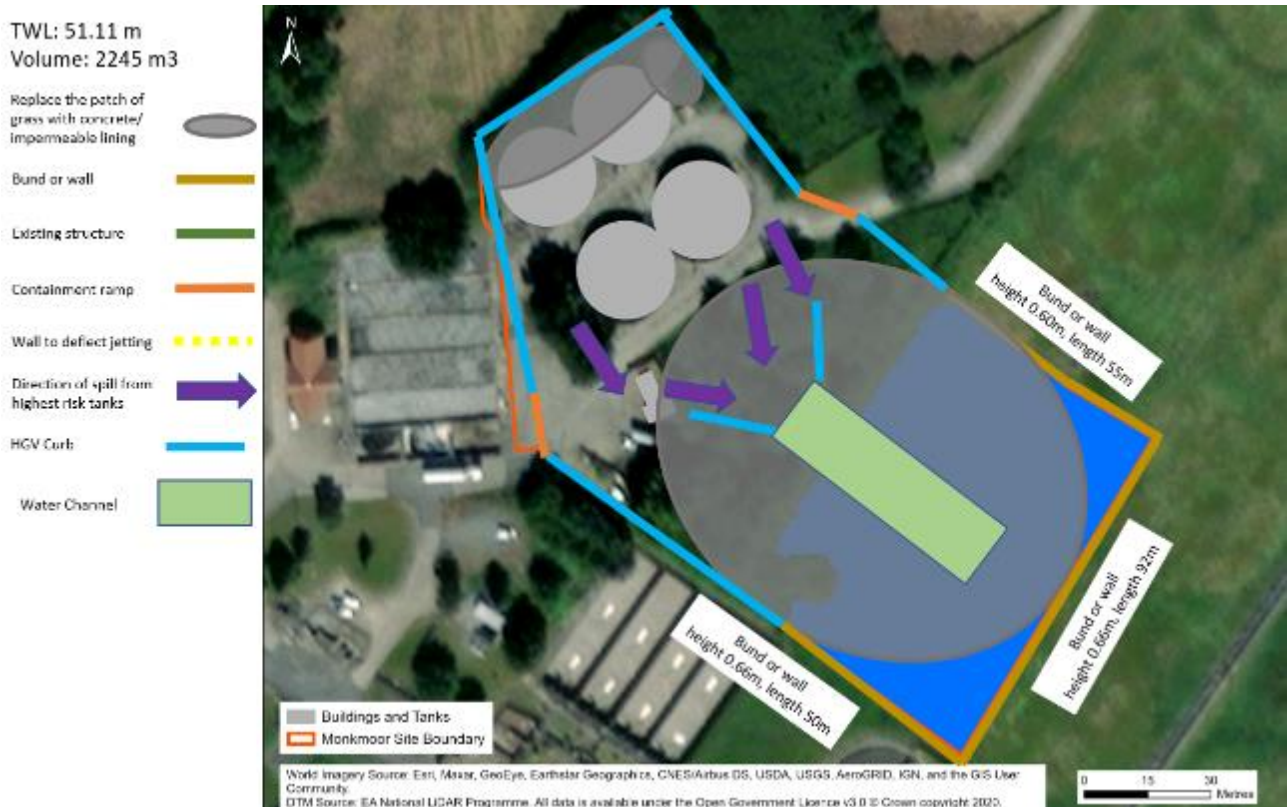 TWL: 51.11 m
Volume: 2245 m3
Replace the patch of
grass with concrete/
impermeable lining
Bund or wall
Existing structure
Containment ramp
Wall to deflect jetting
Direction of spill from
highest risk tanks
HGV Curb
Water Channel
N
Bund or wall
height 0.60m, length 55m
Bund or wall
height 0.66m, length 92m
Bund or wall
height 0.66m, length 50m
Buildings and Tanks
Monkmoor Site Boundary
World Imagery Source: Esri, Maxar, GeoEye, Earthstar Geographics, CNES/Airbus DS, USDA, USGS, AeroGRID, IGN, and the GIS User
Community.
DTM Source: EA National LIDAR Programme. All data is available under the Open Government Licence v3.0 © Crown copyright 2020.
0 15 30
Metres